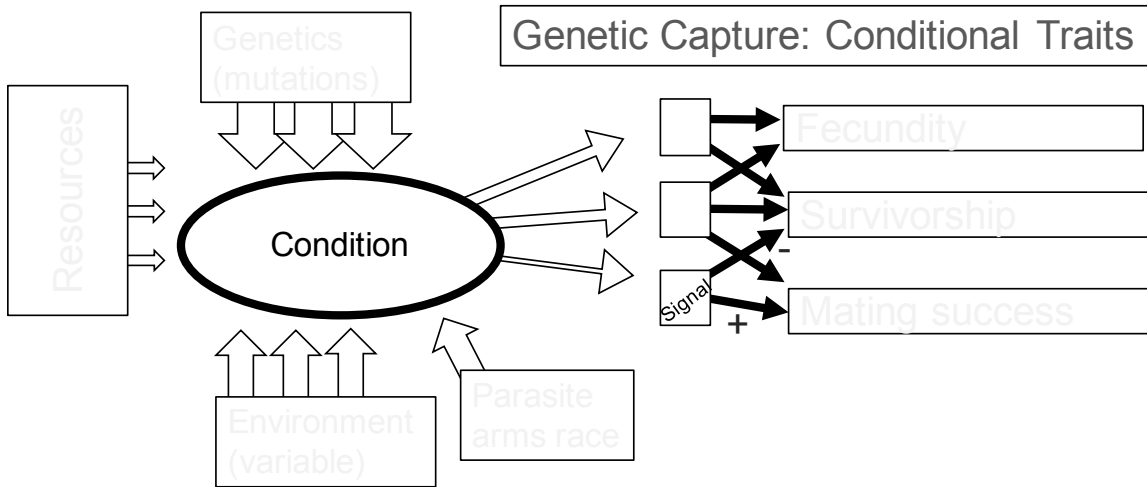 Genetic Capture: Conditional Traits
Genetics
(mutations)
Resources
Condition
Environment
(variable)
Parasite
arms race
Signal
Fecundity
Survivorship
-
Mating success
+